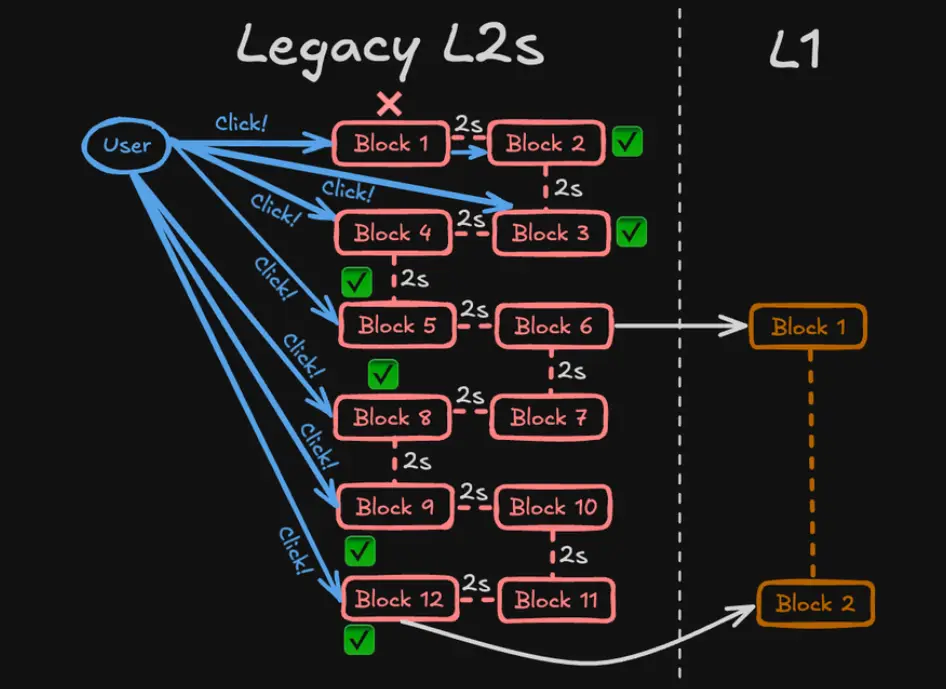 Legacy L2s
L1
User
Click!
Block 1
2s
Block 2
2s
Click!
Click!
Block 4
2s
Block 3
2s
Click!
Block 5
2s
Block 6
Block 1
2s
Click!
Block 8
2s
Block 7
2s
Click!
Block 9
2s
Block 10
2s
Click!
Block 12
2s
Block 11
Block 2